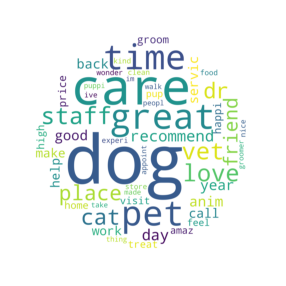 groom
time
back
im
wonder
kind
clean
food
puppi
pup
walk
price
ive
care
peopl
servic
staff
great
dr
happi
high
good
recommend
friend
nice
make
experi
vet
groomer
help
dog
appoint
love
place
store
year
made
anim
home
take
cat
pet
visit
call
feel
work
day
amaz
thing
treat